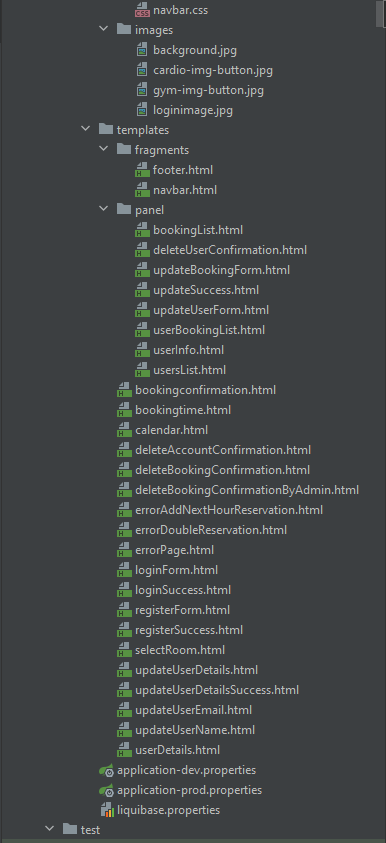 navbar.css
images
background.jpg
cardio-img-button.jpg
gym-img-button.jpg
loginimage.jpg
templates
fragments
footer.html
navbar.html
panel
bookingList.html
deleteUserConfirmation.html
updateBookingForm.html
updateSuccess.html
updateUserForm.html
userBookingList.html
userInfo.html
usersList.html
bookingconfirmation.html
bookingtime.html
calendar.html
deleteAccountConfirmation.html
deleteBookingConfirmation.html
deleteBookingConfirmationByAdmin.html
errorAddNextHourReservation.html
errorDoubleReservation.html
errorPage.html
loginForm.html
loginSuccess.html
registerForm.html
registerSuccess.html
selectRoom.html
updateUserDetails.html
updateUserDetailsSuccess.html
updateUserEmail.html
updateUserName.html
userDetails.html
application-dev.properties
application-prod.properties
liquibase.properties
test